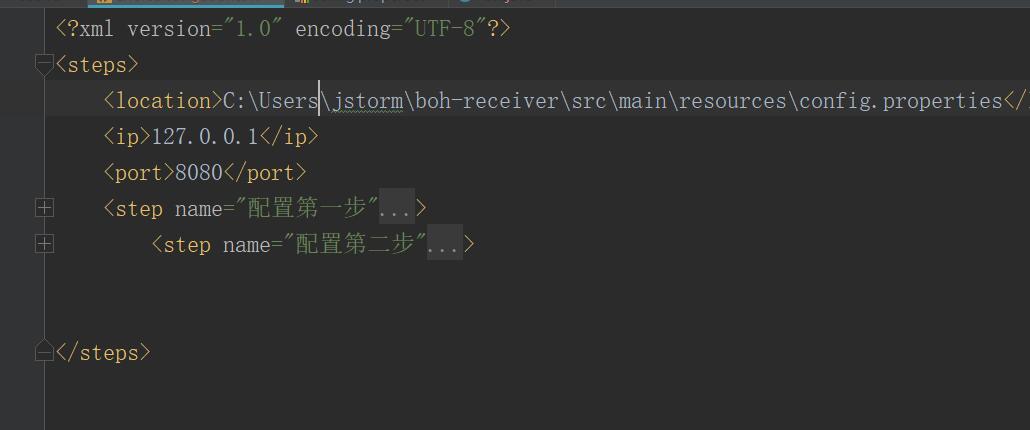 <?xml version="1.0" encoding="UTF-8"?>
<steps>
<location>C:\Users\jstorm\boh-receiver\src\main\resources\config.properties</
<ip>127.0.0.1</ip>
<port>8080</port>
<step name="配置第一步"...>
<step name="配置第二步"...>
</steps>